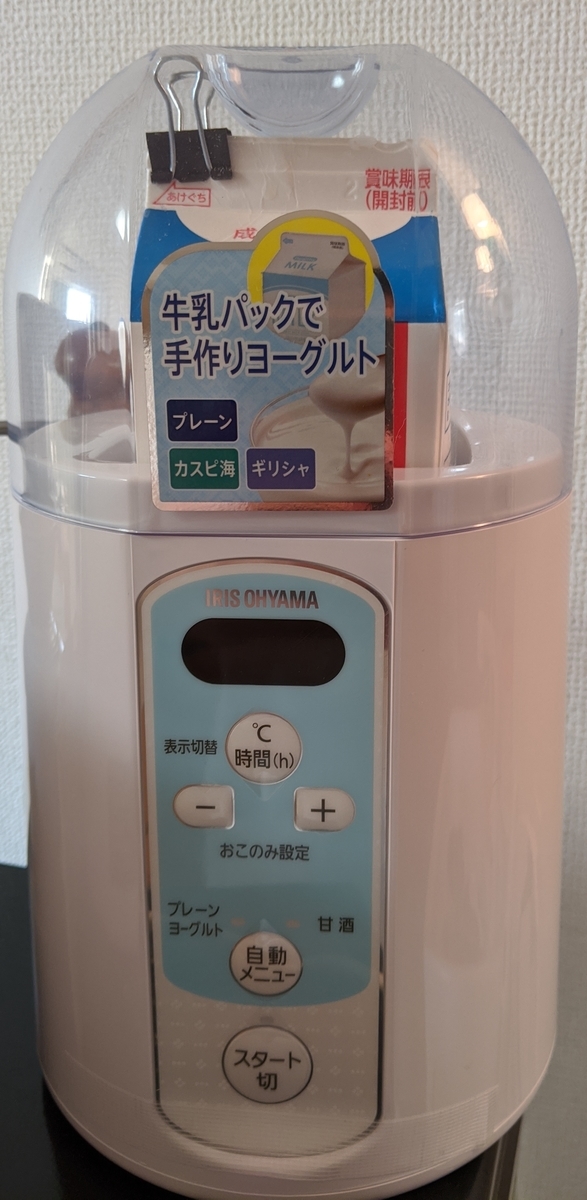 あけぐち
賞味期限
(開封前)
成
MILK
牛乳パックで
手作りヨーグルト
プレーン
カスピ海
ギリシャ
IRIS OHYAMA
表示切替
℃
時間(h)
−
+
おこのみ設定
プレーン
ヨーグルト
甘酒
自動
メニュー
スタート
切